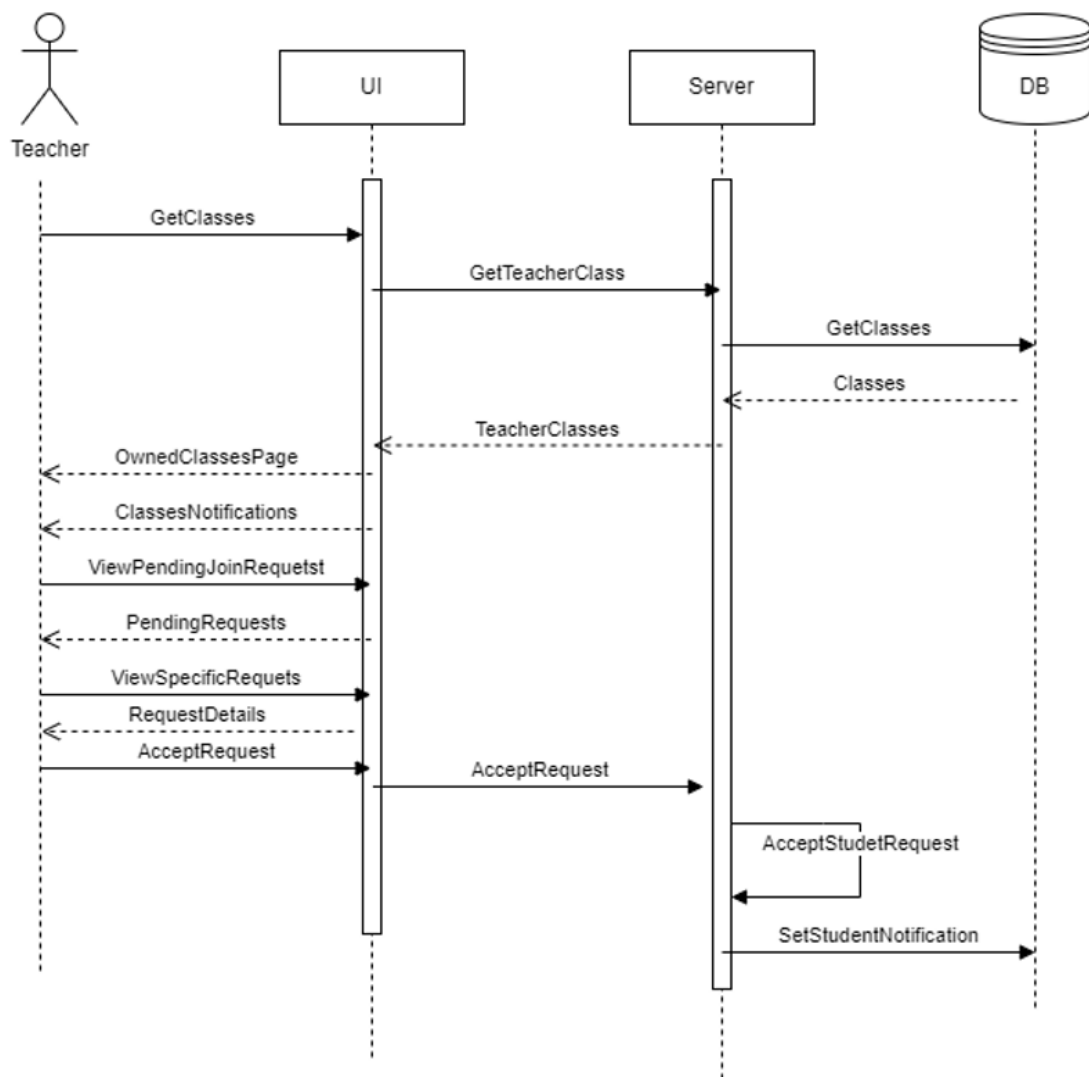 UI
Server
DB
Teacher
GetClasses
GetTeacherClass
GetClasses
Classes
TeacherClasses
OwnedClassesPage
ClassesNotifications
ViewPendingJoinRequetst
PendingRequests
ViewSpecificRequets
RequestDetails
AcceptRequest
AcceptRequest
AcceptStudetRequest
SetStudentNotification